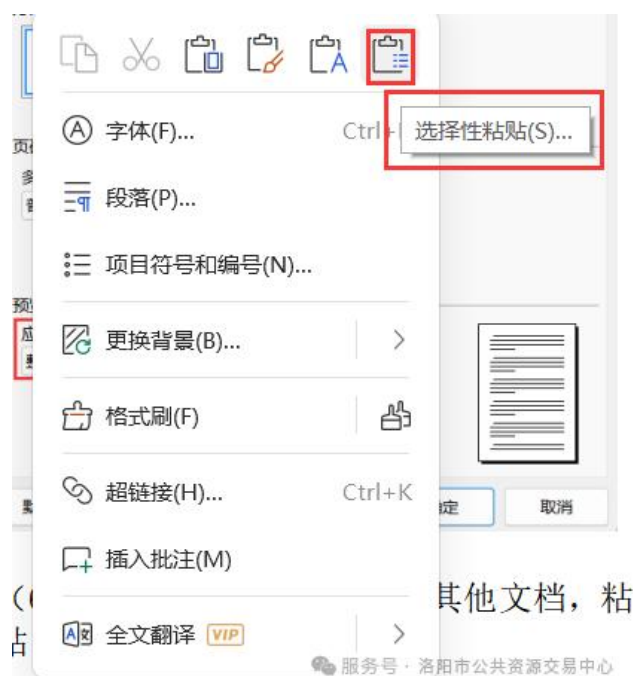 字体(F)...
Ctrl+
选择性粘贴(S)...
段落(P)...
项目符号和编号(N)...
预
应
更换背景(B)...
格式刷(F)
超链接(H)...
Ctrl+K
取消
插入批注(M)
其他文档，粘
全文翻译 VIP
服务号 · 洛阳市公共资源交易中心